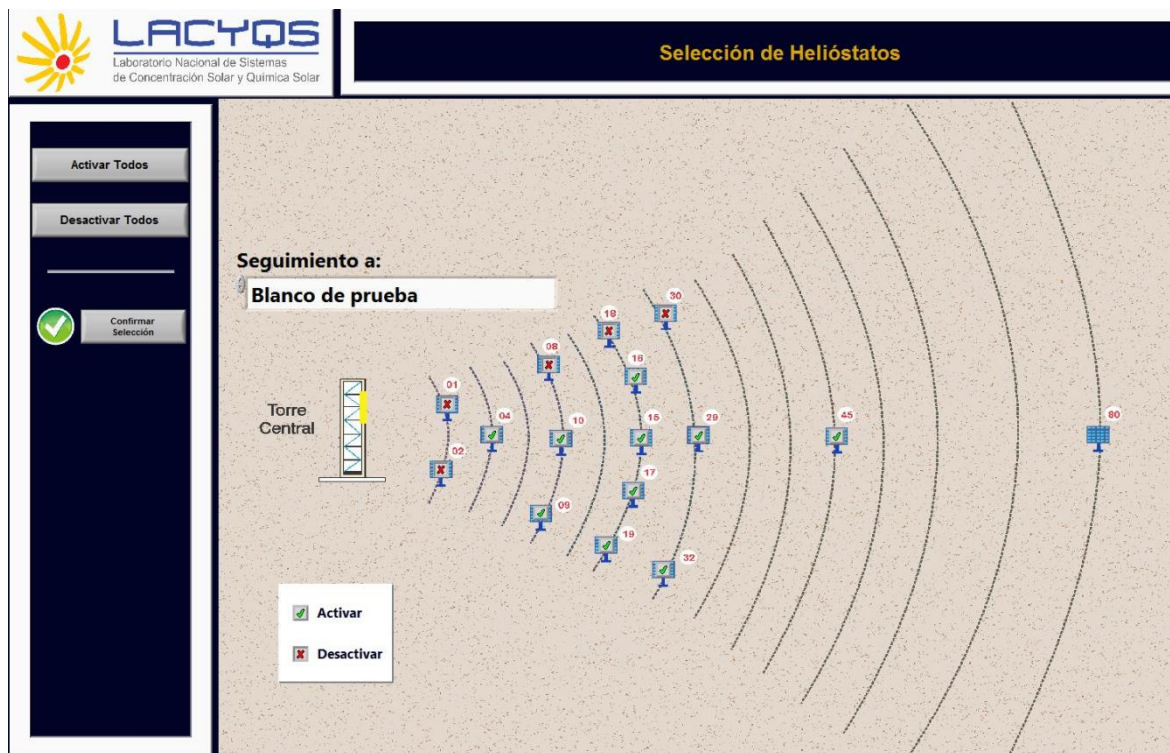 LACYQS
Laboratorio Nacional de Sistemas
de Concentración Solar y Química Solar
Selección de Helióstatos
Activar Todos
Desactivar Todos
Confirmar
Selección
Seguimiento a:
Blanco de prueba
Torre
Central
30
18
08
16
01
04
10
15
29
45
80
02
17
09
19
32
Activar
Desactivar